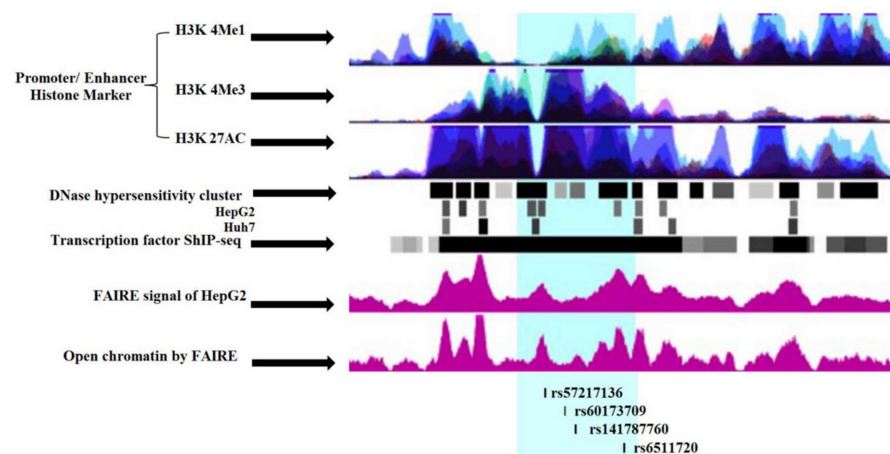 H3K 4Me1
Promoter/ Enhancer
Histone Marker
H3K 4Me3
H3K 27AC
DNase hypersensitivity cluster
HepG2
Huh7
Transcription factor ShIP-seq
FAIRE signal of HepG2
Open chromatin by FAIRE
rs57217136
rs60173709
rs141787760
rs6511720